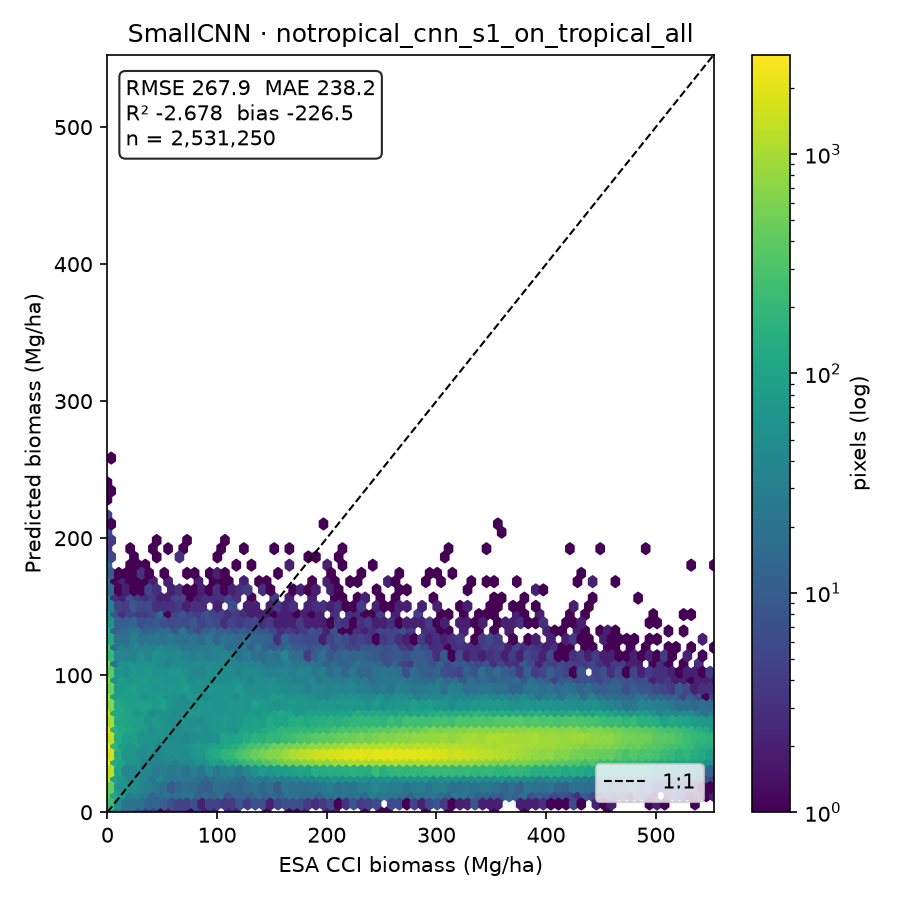 SmallCNN · notropical_cnn_s1_on_tropical_all
RMSE 267.9  MAE 238.2
R² -2.678  bias -226.5
n = 2,531,250
500
400
300
200
100
0
Predicted biomass (Mg/ha)
0 100 200 300 400 500
ESA CCI biomass (Mg/ha)
1:1
10³
10²
10¹
10⁰
pixels (log)